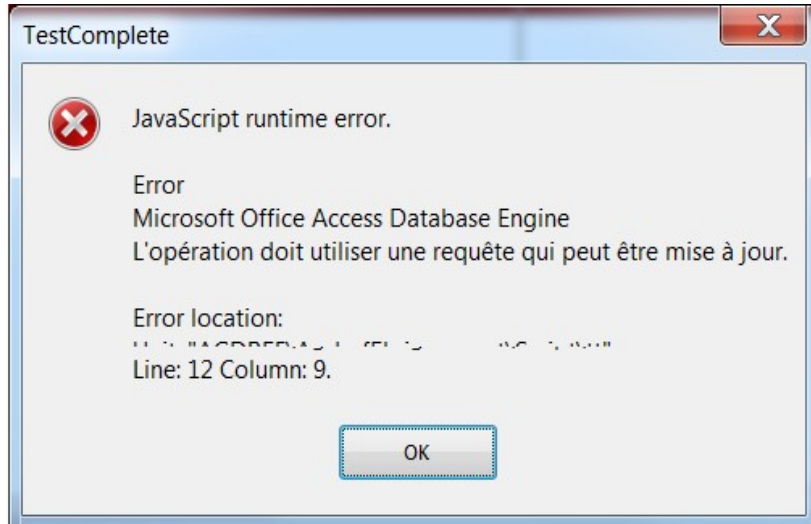 TestComplete
JavaScript runtime error.
Error
Microsoft Office Access Database Engine
L'opération doit utiliser une requête qui peut être mise à jour.
Error location:
Line: 12 Column: 9.
OK